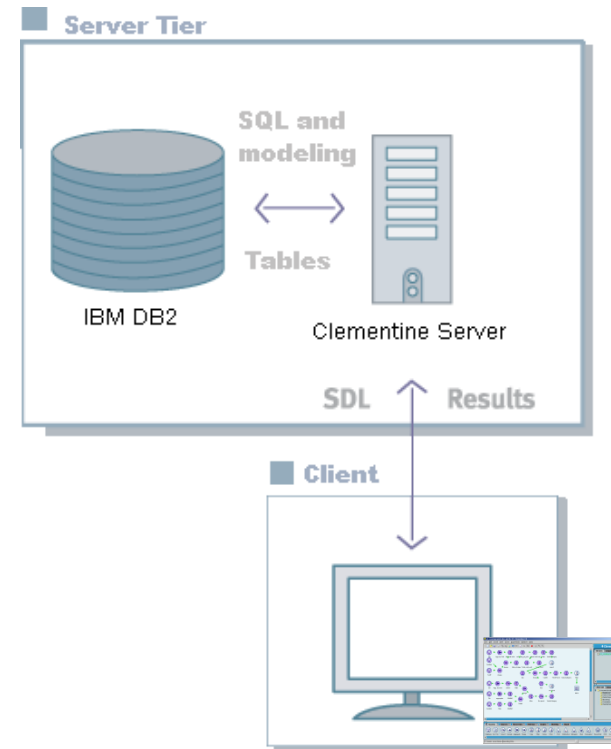 Server Tier
SQL and
modeling
Tables
IBM DB2
Clementine Server
SDL Results
Client